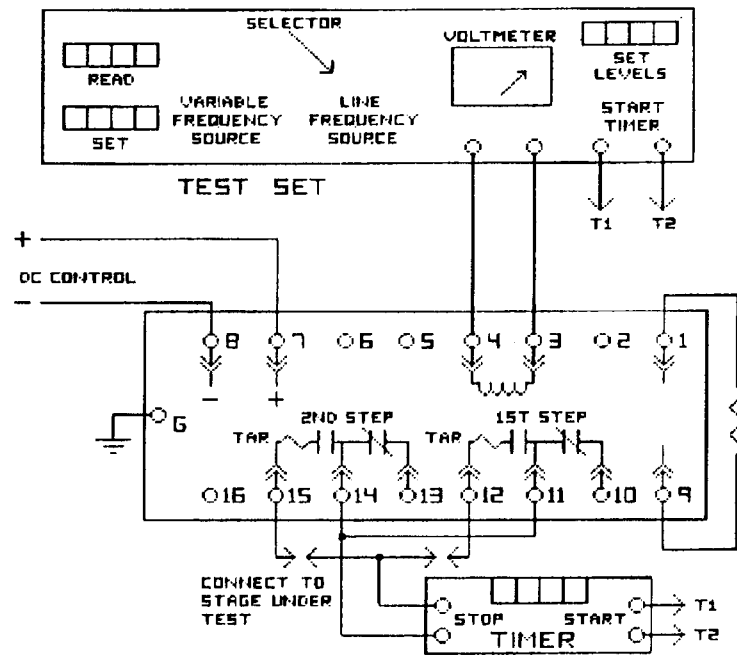 SELECTOR
VOLTMETER
READ
SET
LEVELS
VARIABLE
FREQUENCY
SOURCE
LINE
FREQUENCY
SOURCE
START
TIMER
SET
TEST SET
T1 T2
+
DC CONTROL
−
8 7 6 5 4 3 2 1
− +
G
2ND STEP 1ST STEP
TAR TAR
16 15 14 13 12 11 10 9
CONNECT TO
STAGE UNDER
TEST
STOP START T1
TIMER T2